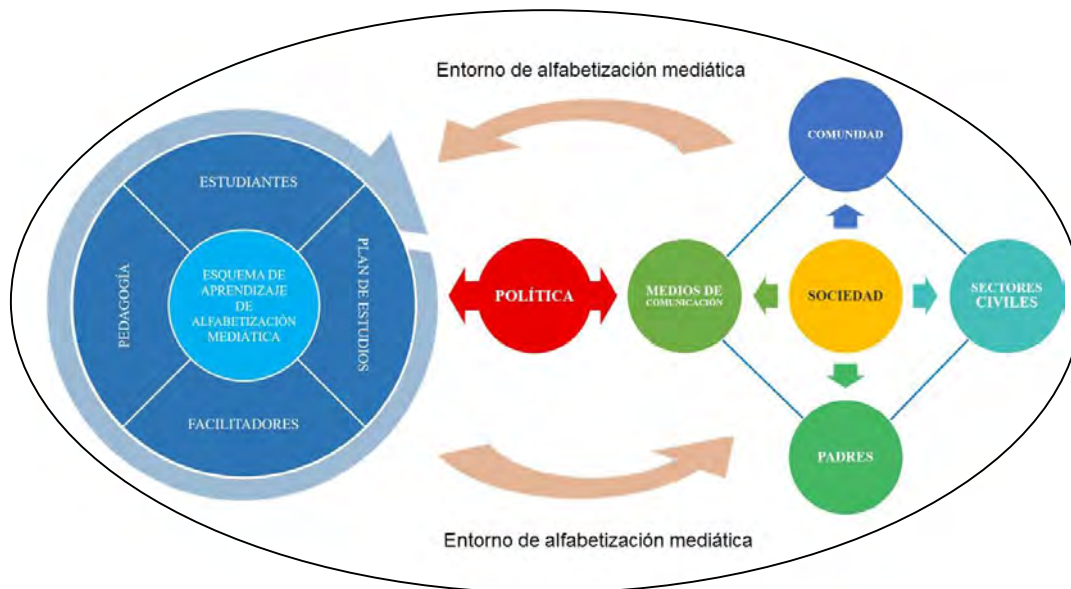 Entorno de alfabetización mediática
ESTUDIANTES
PEDAGOGÍA
ESQUEMA DE
APRENDIZAJE
DE
ALFABETIZACIÓN
MEDIÁTICA
PLAN DE ESTUDIOS
FACILITADORES
POLÍTICA
COMUNIDAD
MEDIOS DE
COMUNICACIÓN
SOCIEDAD
SECTORES
CIVILES
PADRES
Entorno de alfabetización mediática